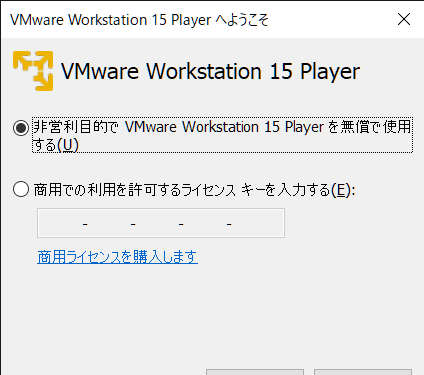 VMware Workstation 15 Player へようこそ
VMware Workstation 15 Player
非営利目的で VMware Workstation 15 Player を無償で使用
する(U)
商用での利用を許可するライセンス キーを入力する(E):
- - - -
商用ライセンスを購入します